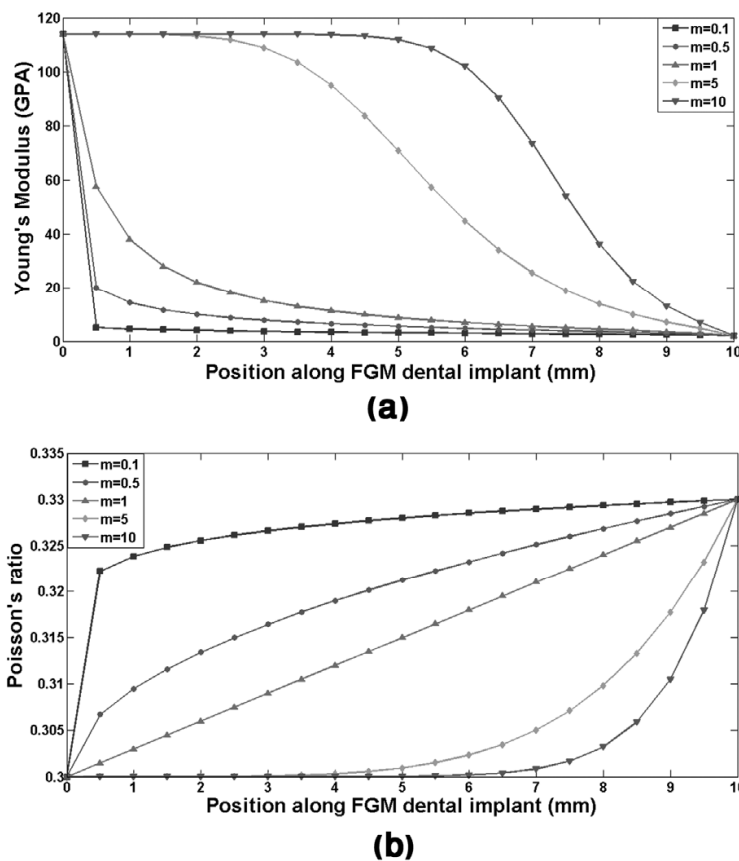 120
100
80
60
40
20
0
Young's Modulus (GPA)
m=0.1
m=0.5
m=1
m=5
m=10
0 1 2 3 4 5 6 7 8 9 10
Position along FGM dental implant (mm)
(a)
0.335
0.33
0.325
0.32
0.315
0.31
0.305
0.3
Poisson's ratio
m=0.1
m=0.5
m=1
m=5
m=10
0 1 2 3 4 5 6 7 8 9 10
Position along FGM dental implant (mm)
(b)